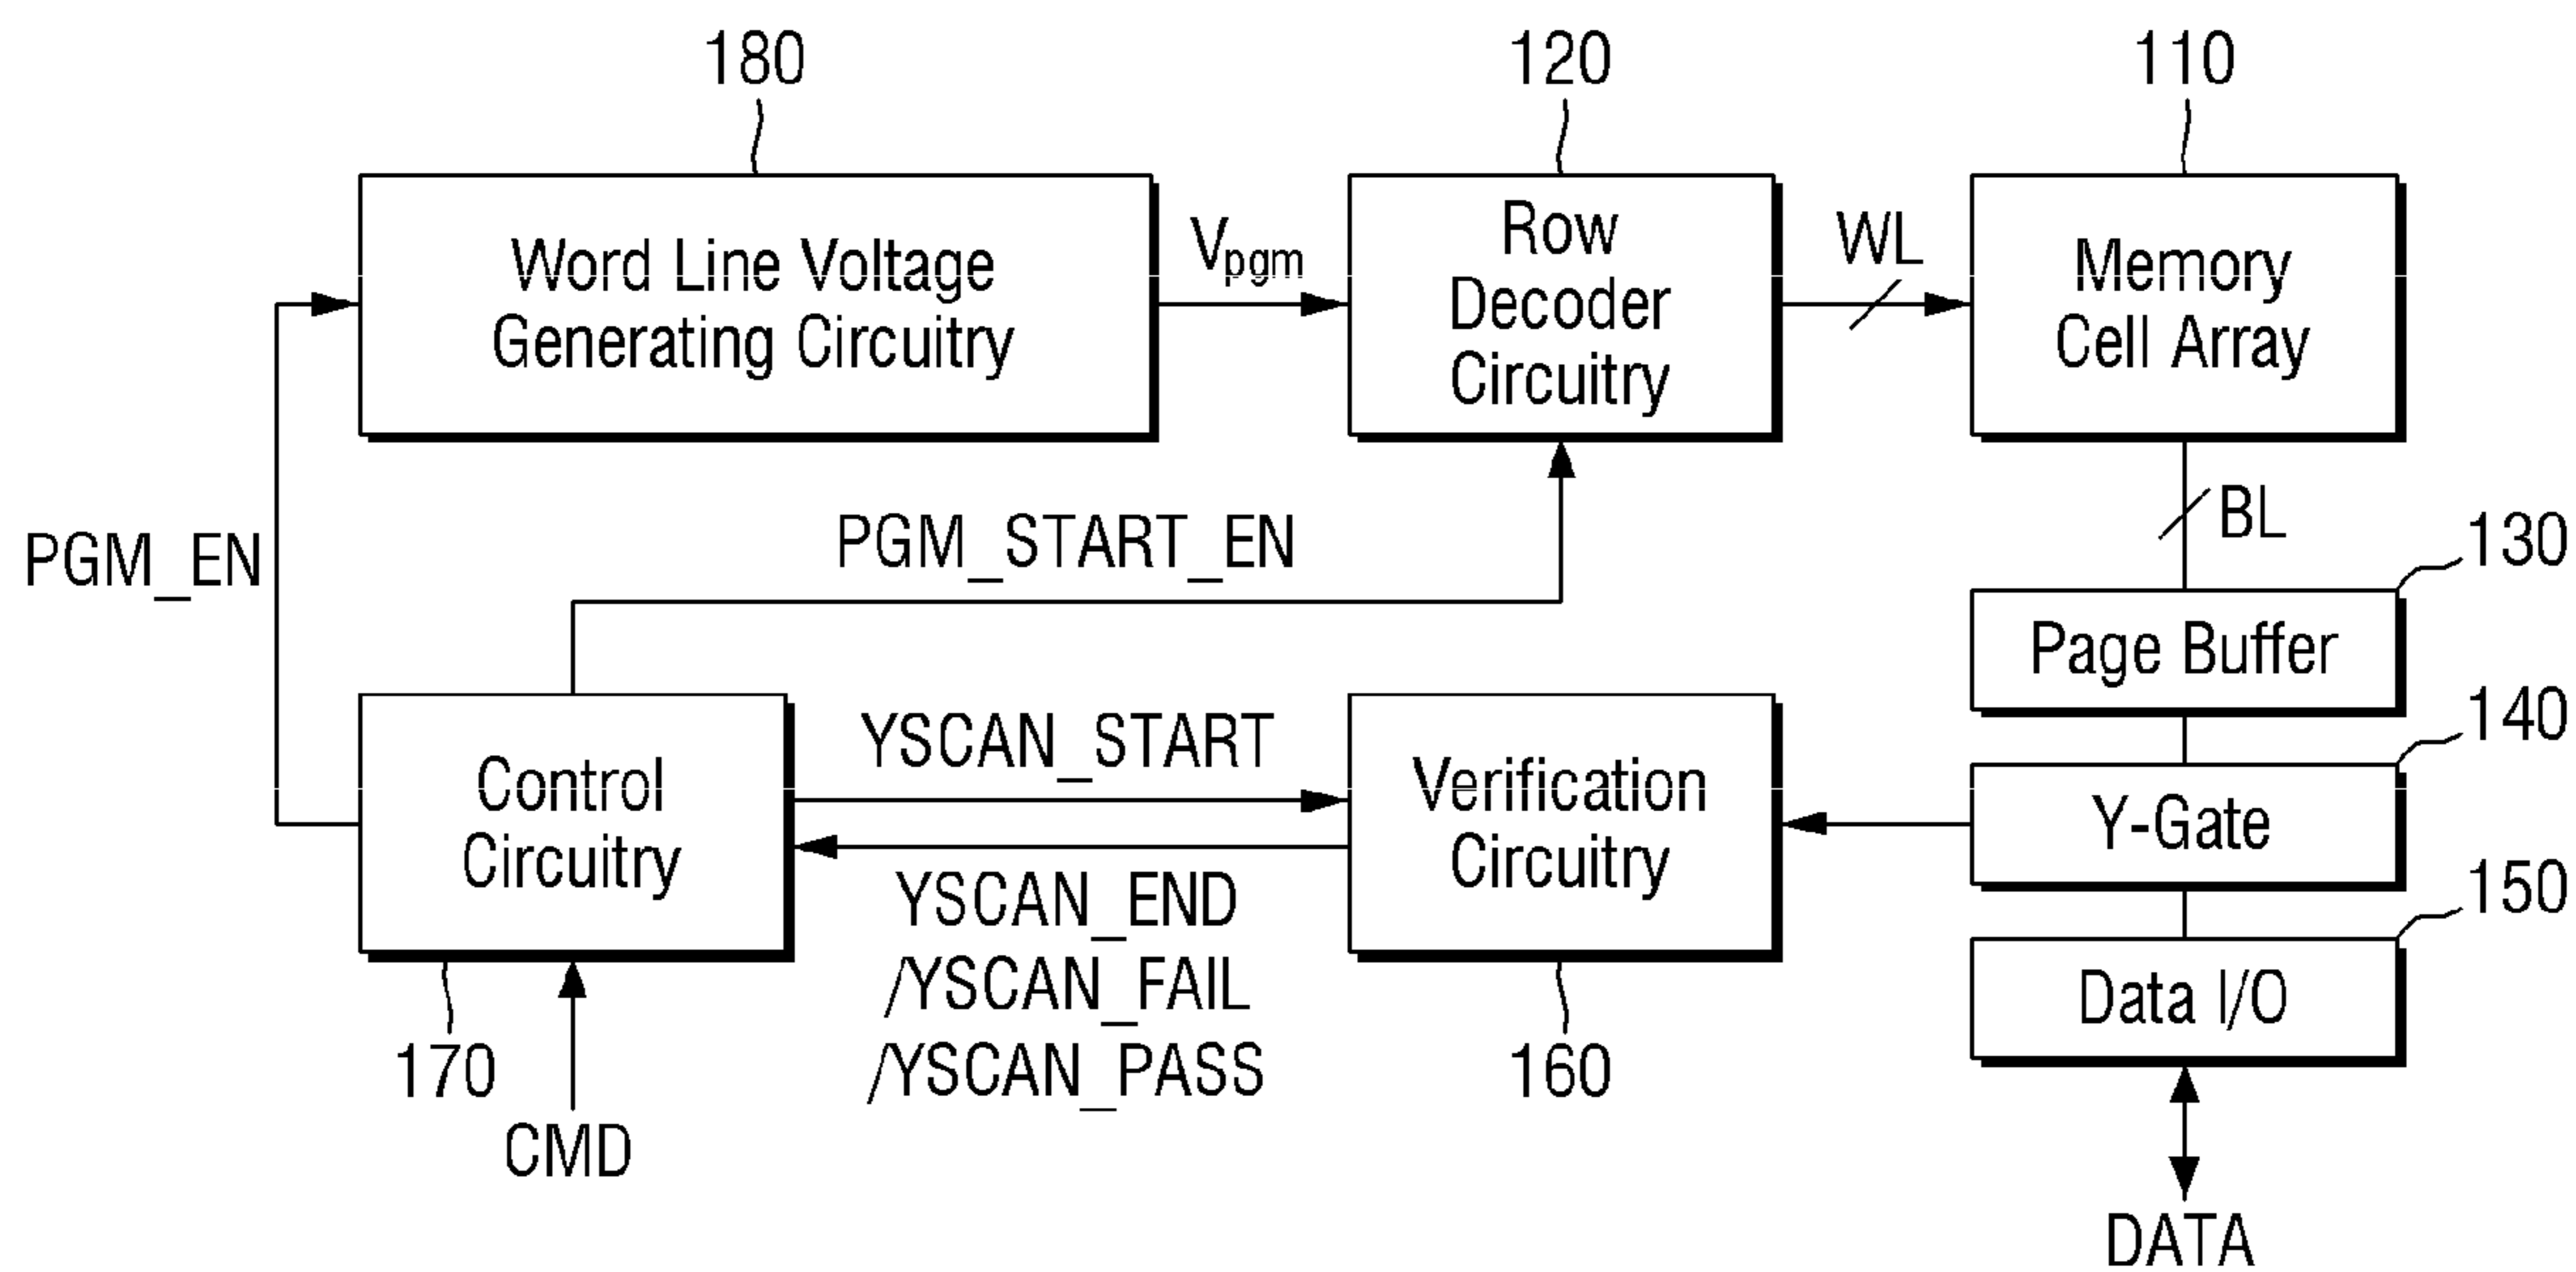 180
120
110
Word Line Voltage
Generating Circuitry
Vpgm
Row
Decoder
Circuitry
WL
Memory
Cell Array
PGM_EN
PGM_START_EN
BL
130
Page Buffer
140
Control
Circuitry
YSCAN_START
YSCAN_END
/YSCAN_FAIL
/YSCAN_PASS
Verification
Circuitry
Y-Gate
150
Data I/O
170
160
CMD
DATA